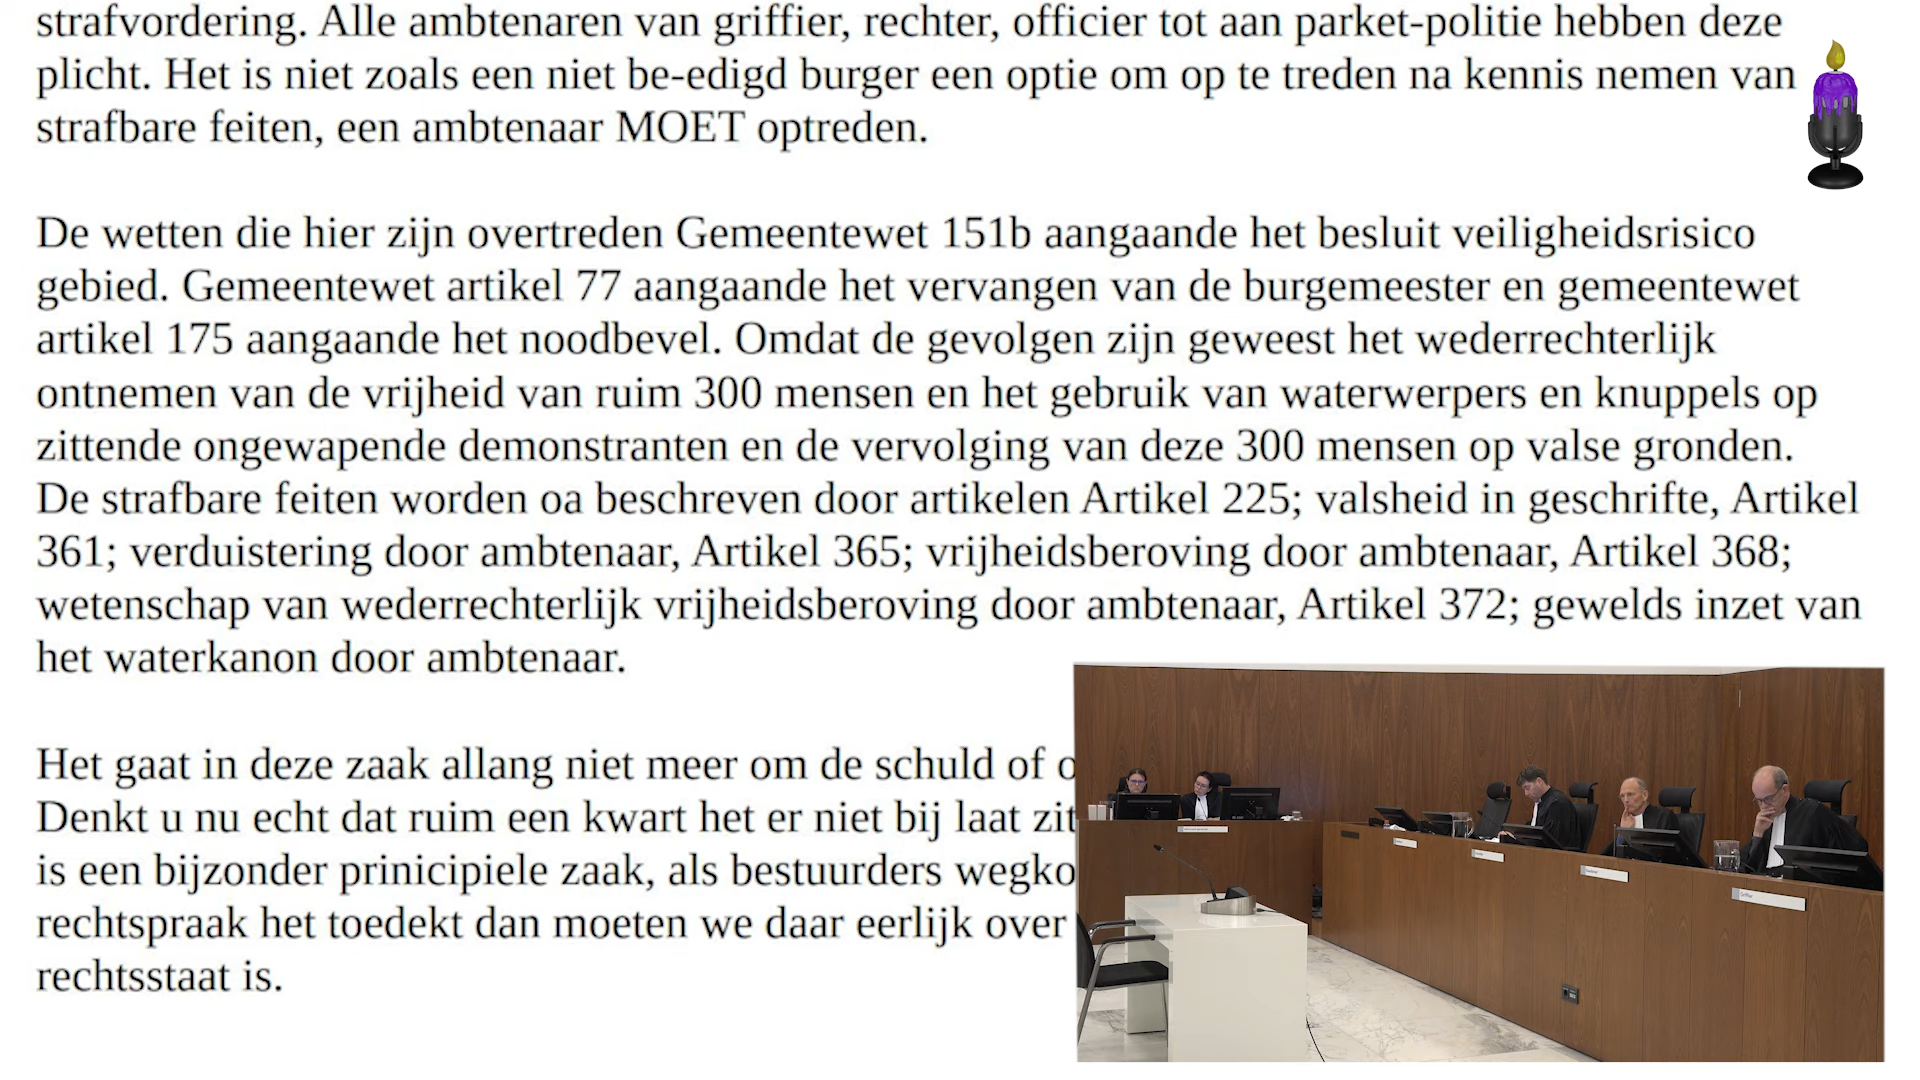 strafvordering. Alle ambtenaren van griffier, rechter, officier tot aan parket-politie hebben deze
plicht. Het is niet zoals een niet be-edigd burger een optie om op te treden na kennis nemen van
strafbare feiten, een ambtenaar MOET optreden.
De wetten die hier zijn overtreden Gemeentewet 151b aangaande het besluit veiligheidsrisico
gebied. Gemeentewet artikel 77 aangaande het vervangen van de burgemeester en gemeentewet
artikel 175 aangaande het noodbevel. Omdat de gevolgen zijn geweest het wederrechterlijk
ontnemen van de vrijheid van ruim 300 mensen en het gebruik van waterwerpers en knuppels op
zittende ongewapende demonstranten en de vervolging van deze 300 mensen op valse gronden.
De strafbare feiten worden oa beschreven door artikelen Artikel 225; valsheid in geschrifte, Artikel
361; verduistering door ambtenaar, Artikel 365; vrijheidsberoving door ambtenaar, Artikel 368;
wetenschap van wederrechterlijk vrijheidsberoving door ambtenaar, Artikel 372; gewelds inzet van
het waterkanon door ambtenaar.
Het gaat in deze zaak allang niet meer om de schuld of
Denkt u nu echt dat ruim een kwart het er niet bij laat zit
is een bijzonder prinicipiele zaak, als bestuurders wegko
rechtspraak het toedekt dan moeten we daar eerlijk over
rechtsstaat is.